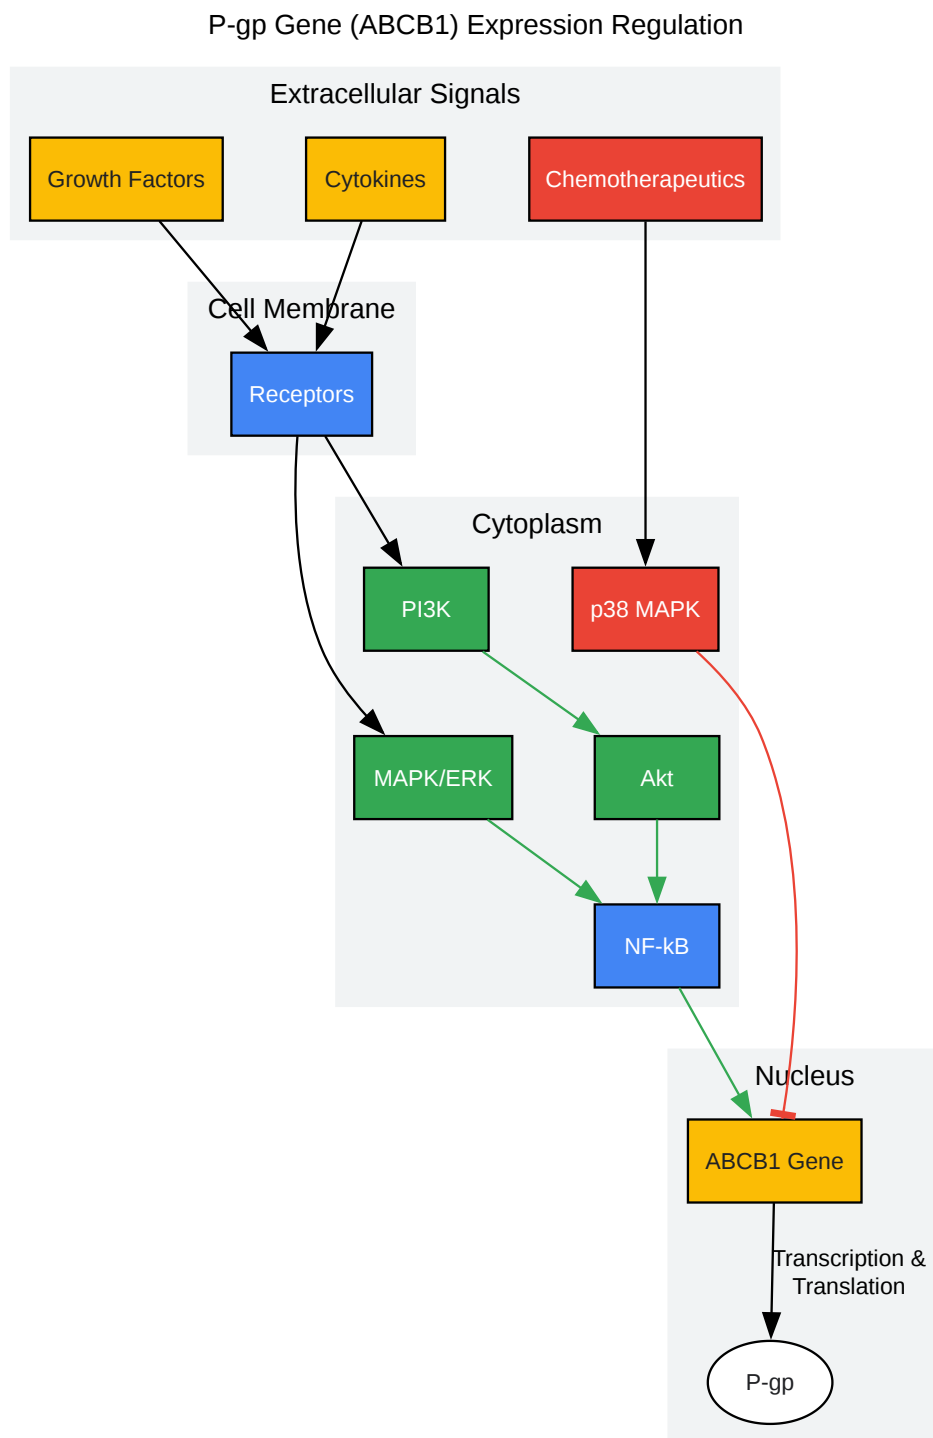 P-gp Gene (ABCB1) Expression Regulation
Extracellular Signals
Growth Factors
Cytokines
Chemotherapeutics
Cell Membrane
Receptors
Cytoplasm
PI3K
p38 MAPK
MAPK/ERK
Akt
NF-kB
Nucleus
ABCB1 Gene
Transcription &
Translation
P-gp